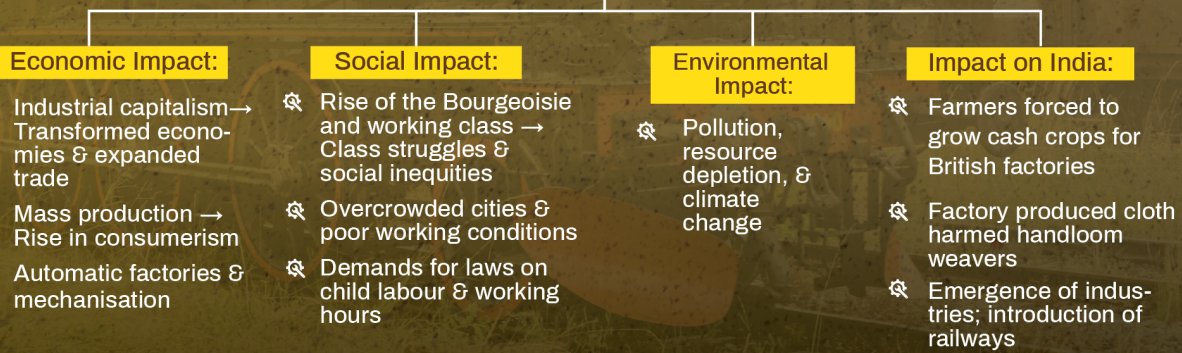 Economic Impact:
Industrial capitalism→
Transformed econo-
mies & expanded
trade
Mass production →
Rise in consumerism
Automatic factories &
mechanisation
Social Impact:
Rise of the Bourgeoisie
and working class →
Class struggles &
social inequities
Overcrowded cities &
poor working conditions
Demands for laws on
child labour & working
hours
Environmental
Impact:
Pollution,
resource
depletion, &
climate
change
Impact on India:
Farmers forced to
grow cash crops for
British factories
Factory produced cloth
harmed handloom
weavers
Emergence of indus-
tries; introduction of
railways